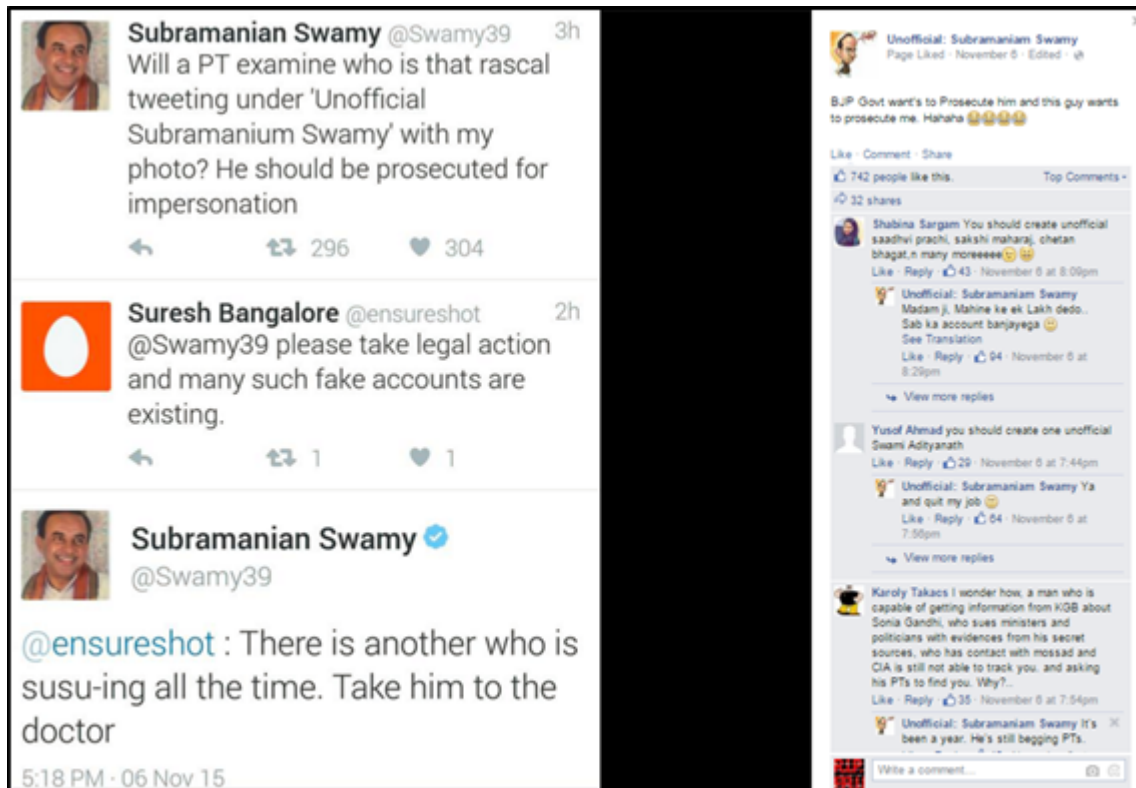 Subramanian Swamy @Swamy39 3h
Will a PT examine who is that rascal
tweeting under 'Unofficial
Subramanium Swamy' with my
photo? He should be prosecuted for
impersonation
296 304
Suresh Bangalore @ensureshot 2h
@Swamy39 please take legal action
and many such fake accounts are
existing.
1 1
Subramanian Swamy
@Swamy39
@ensureshot : There is another who is
susu-ing all the time. Take him to the
doctor
5:18 PM · 06 Nov 15
Unofficial: Subramaniam Swamy
Page Liked · November 6 · Edited ·
BJP Govt want's to Prosecute him and this guy wants
to prosecute me. Hahaha
Like · Comment · Share
742 people like this. Top Comments
32 shares
Shabina Sargam You should create unofficial
saadhvi prachi, sakshi maharaj, chetan
bhagat,n many moreeeee
Like · Reply · 43 · November 6 at 8:09pm
Unofficial: Subramaniam Swamy
Madam ji, Mahine ke ek Lakh dedo..
Sab ka account banjayega
See Translation
Like · Reply · 94 · November 6 at
8:29pm
View more replies
Yusof Ahmad you should create one unofficial
Swami Adityanath
Like · Reply · 29 · November 6 at 7:44pm
Unofficial: Subramaniam Swamy Ya
and quit my job
Like · Reply · 64 · November 6 at
7:56pm
View more replies
Karoly Takacs I wonder how, a man who is
capable of getting information from KGB about
Sonia Gandhi, who sues ministers and
politicians with evidences from his secret
sources, who has contact with mossad and
CIA is still not able to track you. and asking
his PTs to find you. Why?..
Like · Reply · 35 · November 6 at 7:54pm
Unofficial: Subramaniam Swamy It's
been a year. He's still begging PTs.
Write a comment...